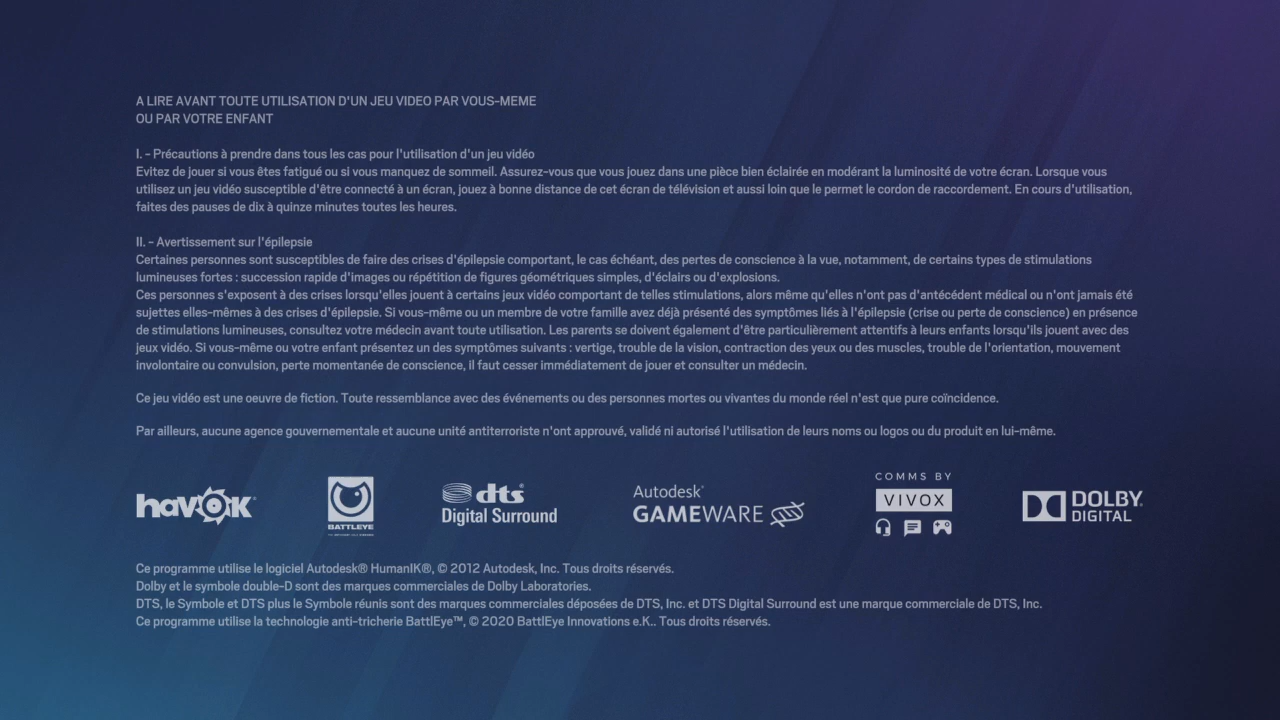 A LIRE AVANT TOUTE UTILISATION D'UN JEU VIDEO PAR VOUS-MEME
OU PAR VOTRE ENFANT
I. - Précautions à prendre dans tous les cas pour l'utilisation d'un jeu vidéo
Evitez de jouer si vous êtes fatigué ou si vous manquez de sommeil. Assurez-vous que vous jouez dans une pièce bien éclairée en modérant la luminosité de votre écran. Lorsque vous
utilisez un jeu vidéo susceptible d'être connecté à un écran, jouez à bonne distance de cet écran de télévision et aussi loin que le permet le cordon de raccordement. En cours d'utilisation,
faites des pauses de dix à quinze minutes toutes les heures.
II. - Avertissement sur l'épilepsie
Certaines personnes sont susceptibles de faire des crises d'épilepsie comportant, le cas échéant, des pertes de conscience à la vue, notamment, de certains types de stimulations
lumineuses fortes : succession rapide d'images ou répétition de figures géométriques simples, d'éclairs ou d'explosions.
Ces personnes s'exposent à des crises lorsqu'elles jouent à certains jeux vidéo comportant de telles stimulations, alors même qu'elles n'ont pas d'antécédent médical ou n'ont jamais été
sujettes elles-mêmes à des crises d'épilepsie. Si vous-même ou un membre de votre famille avez déjà présenté des symptômes liés à l'épilepsie (crise ou perte de conscience) en présence
de stimulations lumineuses, consultez votre médecin avant toute utilisation. Les parents se doivent également d'être particulièrement attentifs à leurs enfants lorsqu'ils jouent avec des
jeux vidéo. Si vous-même ou votre enfant présentez un des symptômes suivants : vertige, trouble de la vision, contraction des yeux ou des muscles, trouble de l'orientation, mouvement
involontaire ou convulsion, perte momentanée de conscience, il faut cesser immédiatement de jouer et consulter un médecin.
Ce jeu vidéo est une oeuvre de fiction. Toute ressemblance avec des événements ou des personnes mortes ou vivantes du monde réel n'est que pure coïncidence.
Par ailleurs, aucune agence gouvernementale et aucune unité antiterroriste n'ont approuvé, validé ni autorisé l'utilisation de leurs noms ou logos ou du produit en lui-même.
havok®
BATTLEYE
dts®
Digital Surround
Autodesk®
GAMEWARE
COMMS BY
VIVOX
DOLBY.
DIGITAL
Ce programme utilise le logiciel Autodesk® HumanIK®, © 2012 Autodesk, Inc. Tous droits réservés.
Dolby et le symbole double-D sont des marques commerciales de Dolby Laboratories.
DTS, le Symbole et DTS plus le Symbole réunis sont des marques commerciales déposées de DTS, Inc. et DTS Digital Surround est une marque commerciale de DTS, Inc.
Ce programme utilise la technologie anti-tricherie BattlEye™, © 2020 BattlEye Innovations e.K.. Tous droits réservés.